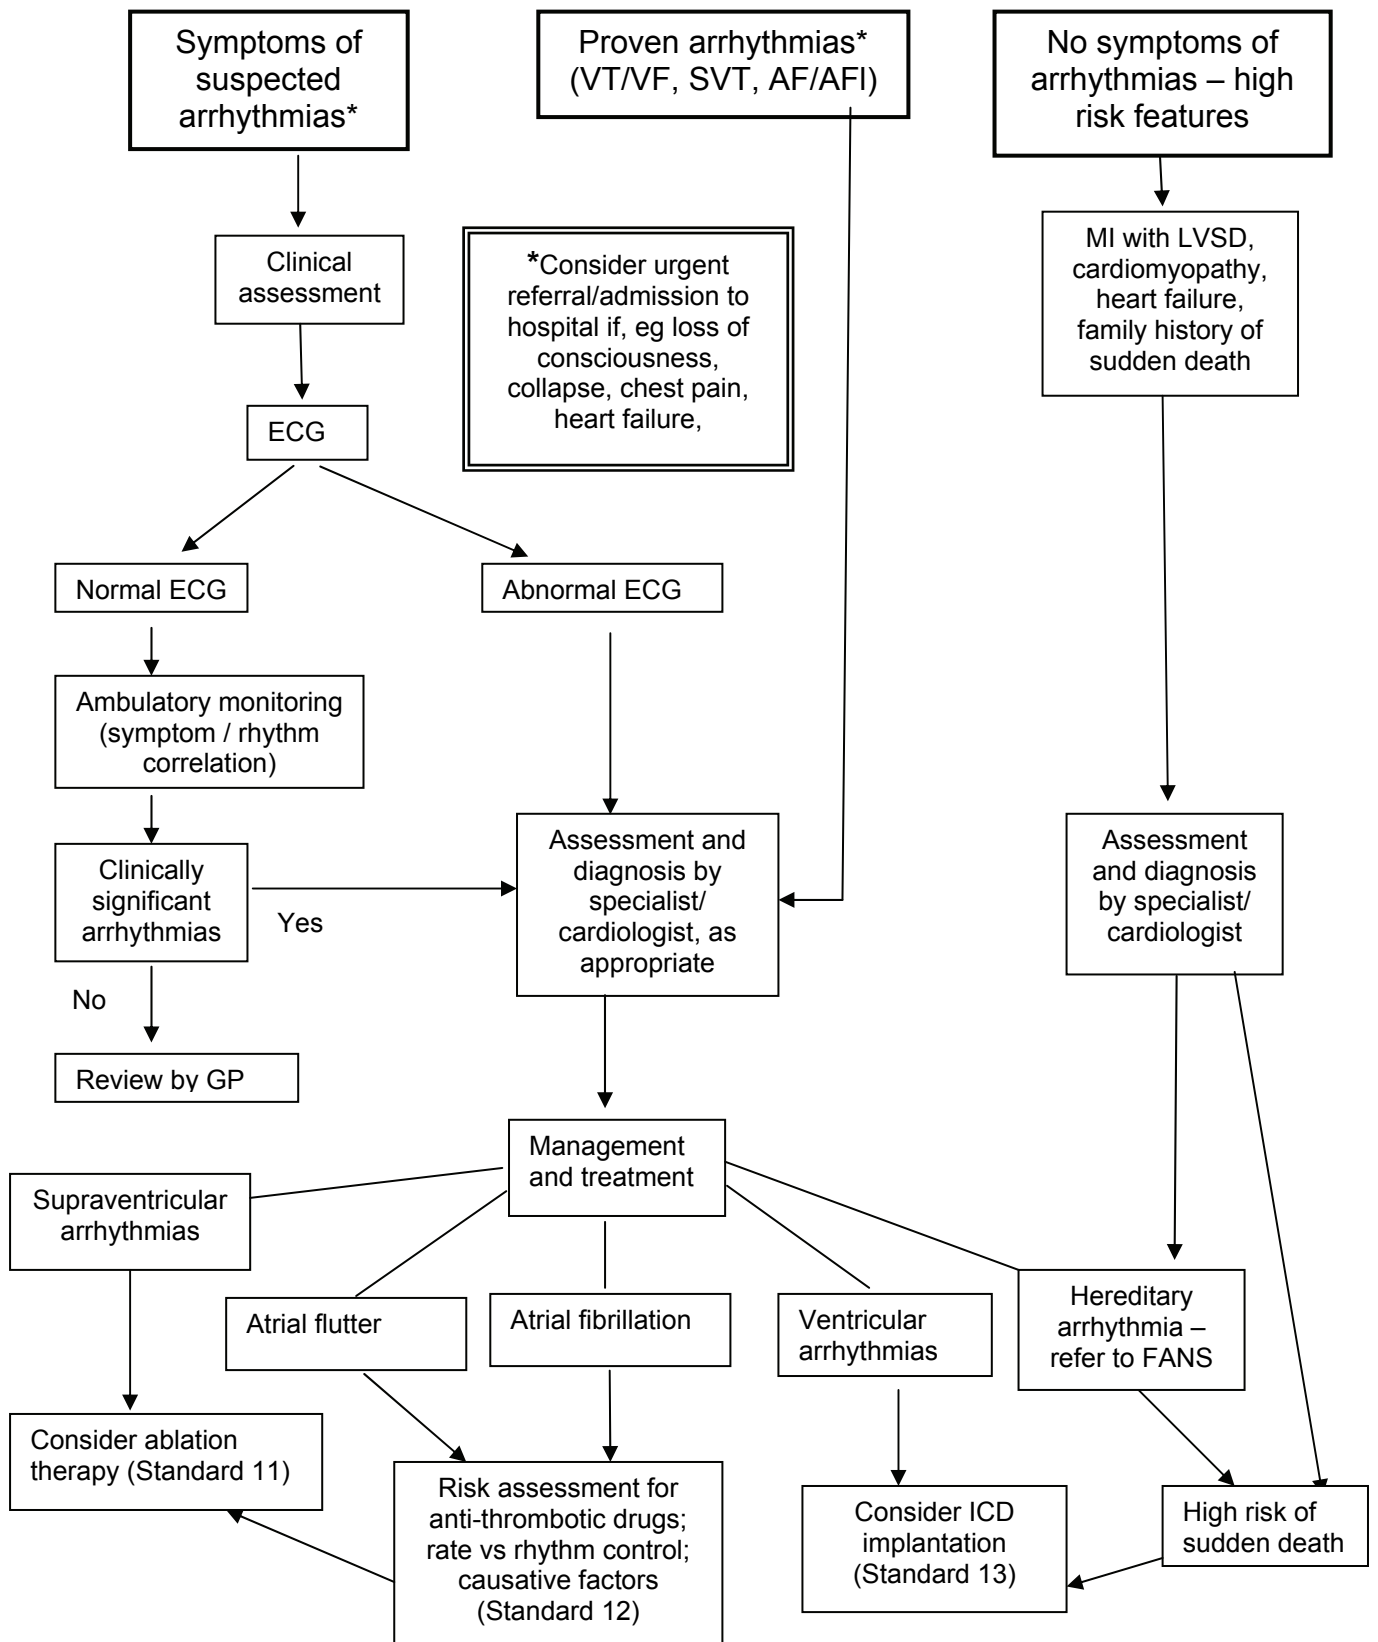 Symptoms of
suspected
arrhythmias*
Proven arrhythmias*
(VT/VF, SVT, AF/AFl)
No symptoms of
arrhythmias – high
risk features
Clinical
assessment
*Consider urgent
referral/admission to
hospital if, eg loss of
consciousness,
collapse, chest pain,
heart failure,
MI with LVSD,
cardiomyopathy,
heart failure,
family history of
sudden death
ECG
Normal ECG
Abnormal ECG
Ambulatory monitoring
(symptom / rhythm
correlation)
Clinically
significant
arrhythmias
Yes
No
Review by GP
Assessment and
diagnosis by
specialist/
cardiologist, as
appropriate
Assessment
and diagnosis
by specialist/
cardiologist
Management
and treatment
Supraventricular
arrhythmias
Atrial flutter
Atrial fibrillation
Ventricular
arrhythmias
Hereditary
arrhythmia –
refer to FANS
Consider ablation
therapy (Standard 11)
Risk assessment for
anti-thrombotic drugs;
rate vs rhythm control;
causative factors
(Standard 12)
Consider ICD
implantation
(Standard 13)
High risk of
sudden death